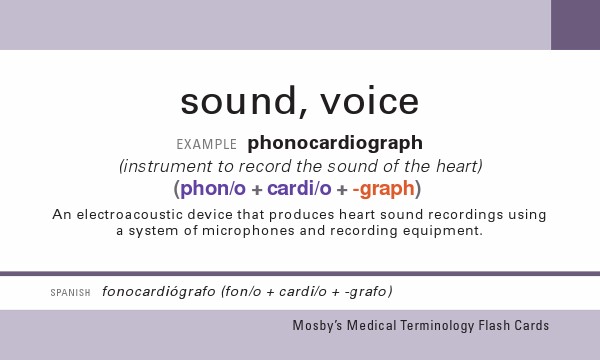 sound, voice
EXAMPLE phonocardiograph
(instrument to record the sound of the heart)
(phon/o + cardi/o + -graph)
An electroacoustic device that produces heart sound recordings using
a system of microphones and recording equipment.
SPANISH fonocardiógrafo (fon/o + cardi/o + -grafo)
Mosby’s Medical Terminology Flash Cards